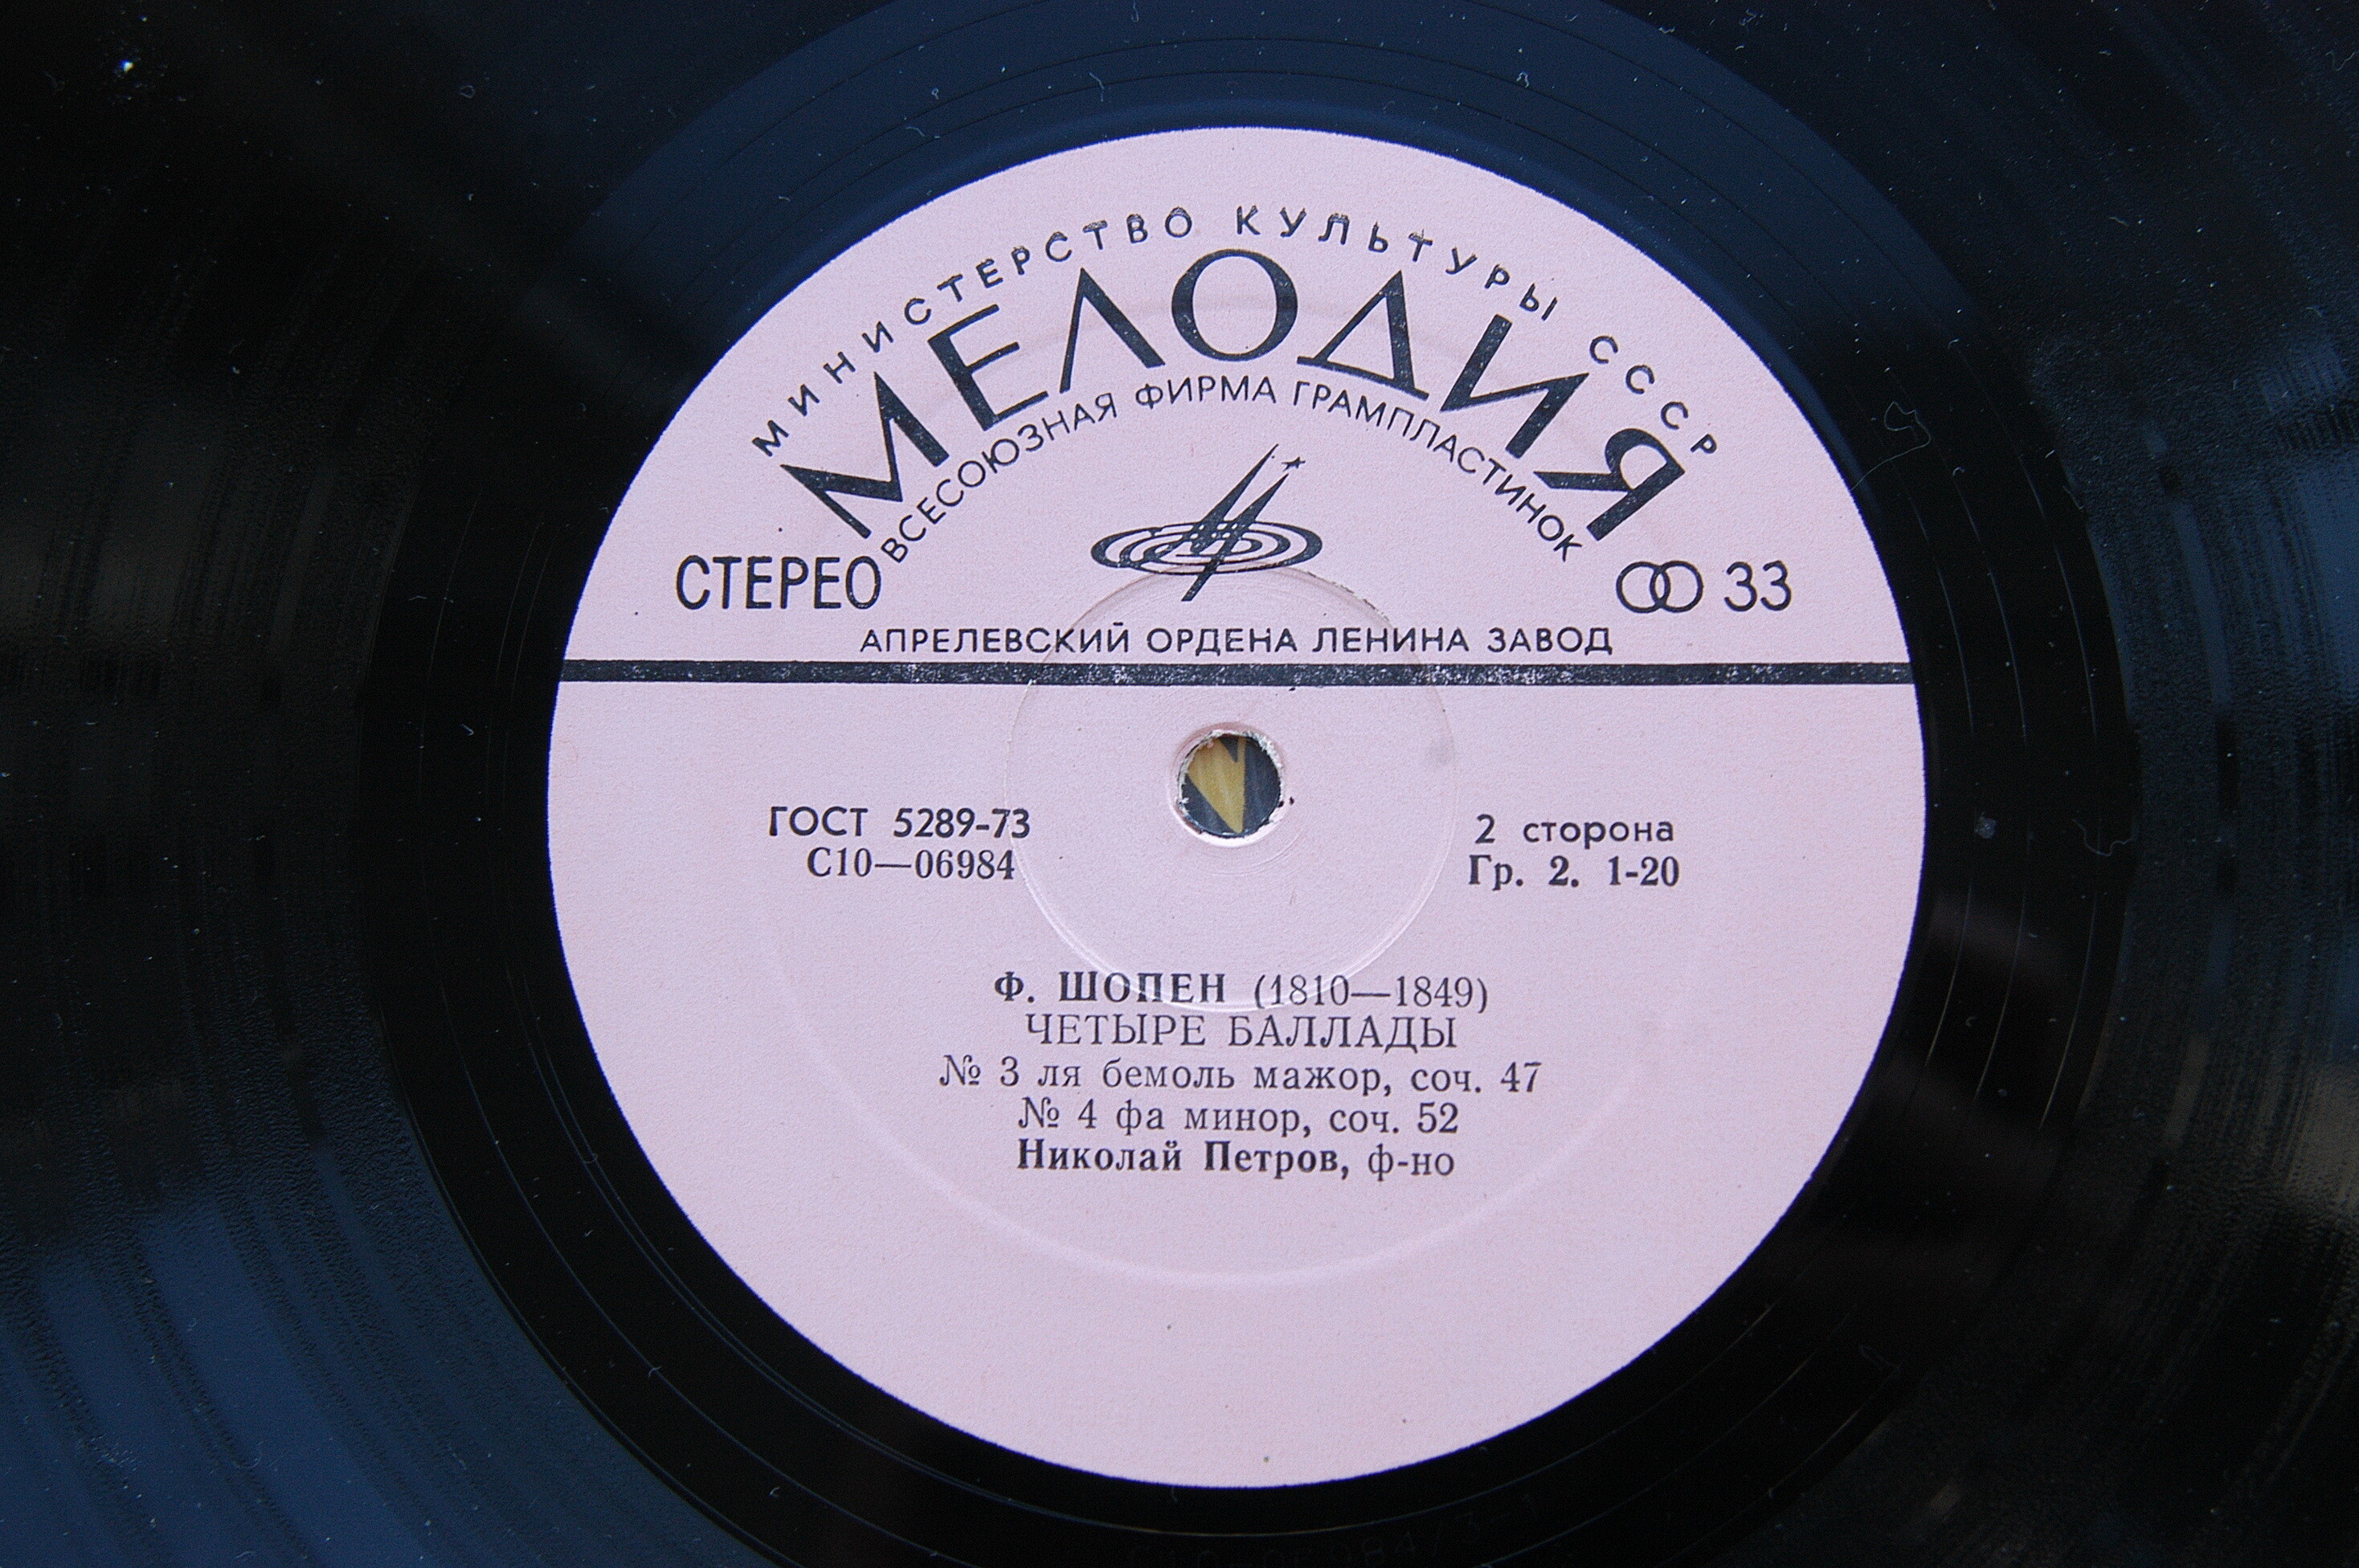 МИНИСТЕРСТВО КУЛЬТУРЫ СССР
МЕЛОДИЯ
ВСЕСОЮЗНАЯ ФИРМА ГРАМПЛАСТИНОК
СТЕРЕО
33
АПРЕЛЕВСКИЙ ОРДЕНА ЛЕНИНА ЗАВОД
ГОСТ 5289-73
С10—06984
2 сторона
Гр. 2. 1-20
Ф. ШОПЕН (1810—1849)
ЧЕТЫРЕ БАЛЛАДЫ
№ 3 ля бемоль мажор, соч. 47
№ 4 фа минор, соч. 52
Николай Петров, ф-но